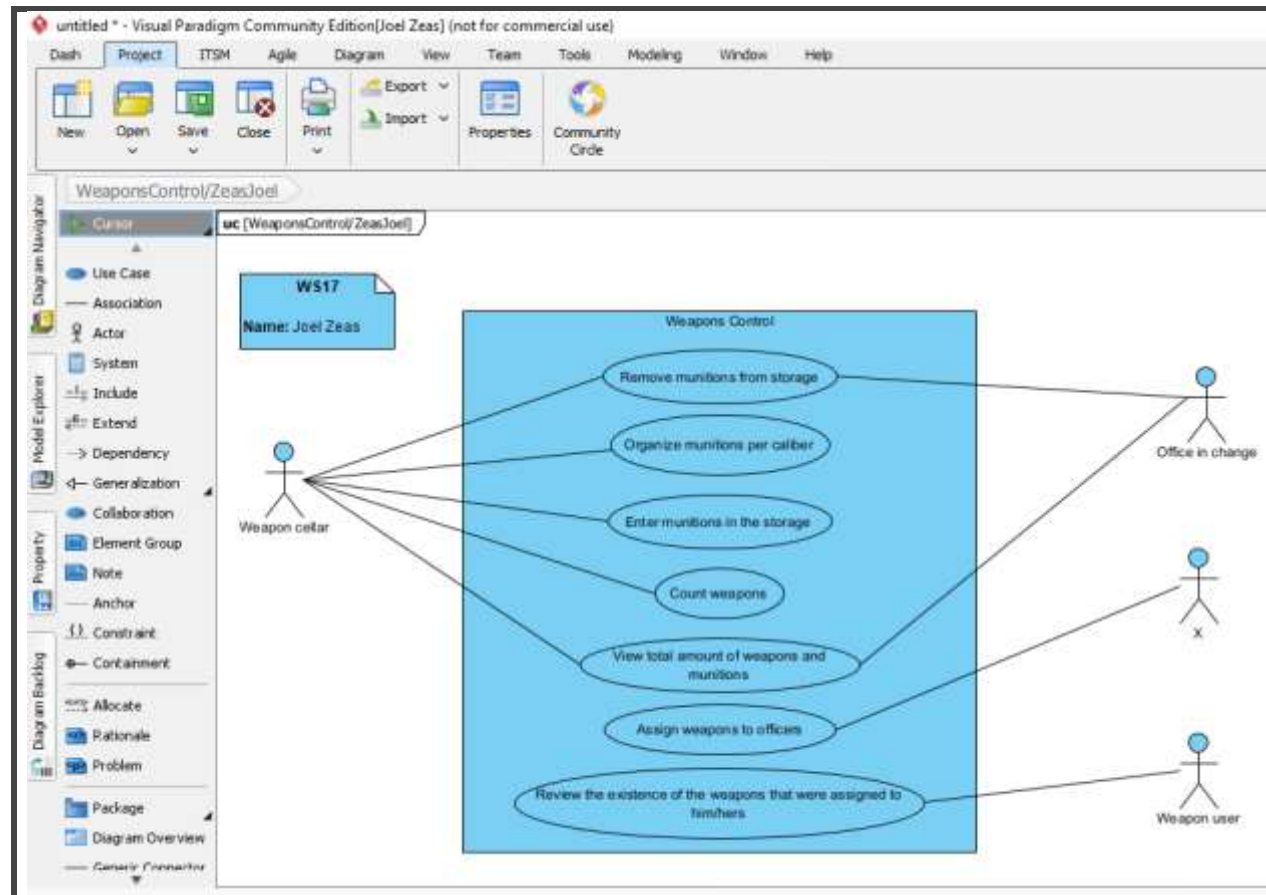 untitled * - Visual Paradigm Community Edition[Joel Zeas] (not for commercial use)
Dash Project ITSM Agile Diagram View Team Tools Modeling Window Help
Export
Import
New Open Save Close Print Properties Community
Circle
WeaponsControl/ZeasJoel
Diagram Navigator
Model Explorer
Property
Diagram Backlog
Cursor
Use Case
Association
Actor
System
Include
Extend
Dependency
Generalization
Collaboration
Element Group
Note
Anchor
Constraint
Containment
Allocate
Rationale
Problem
Package
Diagram Overview
Generic Connector
uc [WeaponsControl/ZeasJoel]
WS17
Name: Joel Zeas
Weapons Control
Remove munitions from storage
Organize munitions per caliber
Enter munitions in the storage
Count weapons
View total amount of weapons and
munitions
Assign weapons to officers
Review the existence of the weapons that were assigned to
him/hers
Weapon cellar
Office in change
X
Weapon user